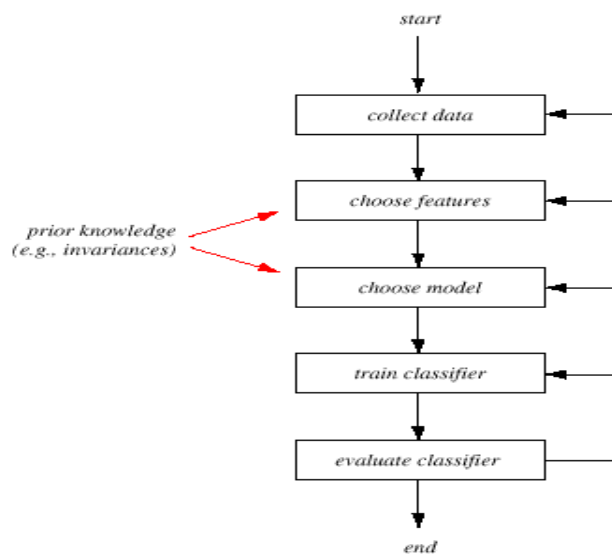 start
collect data
choose features
prior knowledge
(e.g., invariances)
choose model
train classifier
evaluate classifier
end